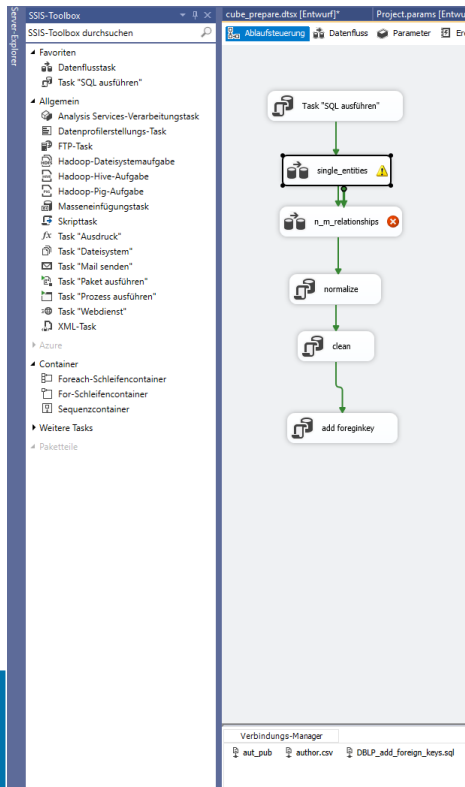 Server-Explorer
SSIS-Toolbox
SSIS-Toolbox durchsuchen
Favoriten
Datenflusstask
Task "SQL ausführen"
Allgemein
Analysis Services-Verarbeitungstask
Datenprofilerstellungs-Task
FTP-Task
Hadoop-Dateisystemaufgabe
Hadoop-Hive-Aufgabe
Hadoop-Pig-Aufgabe
Masseneinfügungstask
Skripttask
Task "Ausdruck"
Task "Dateisystem"
Task "Mail senden"
Task "Paket ausführen"
Task "Prozess ausführen"
Task "Webdienst"
XML-Task
Azure
Container
Foreach-Schleifencontainer
For-Schleifencontainer
Sequenzcontainer
Weitere Tasks
Paketteile
cube_prepare.dtsx [Entwurf]* Project.params [Entwu
Ablaufsteuerung Datenfluss Parameter Ere
Task "SQL ausführen"
single_entities
n_m_relationships
normalize
clean
add foreginkey
Verbindungs-Manager
aut_pub author.csv DBLP_add_foreign_keys.sql